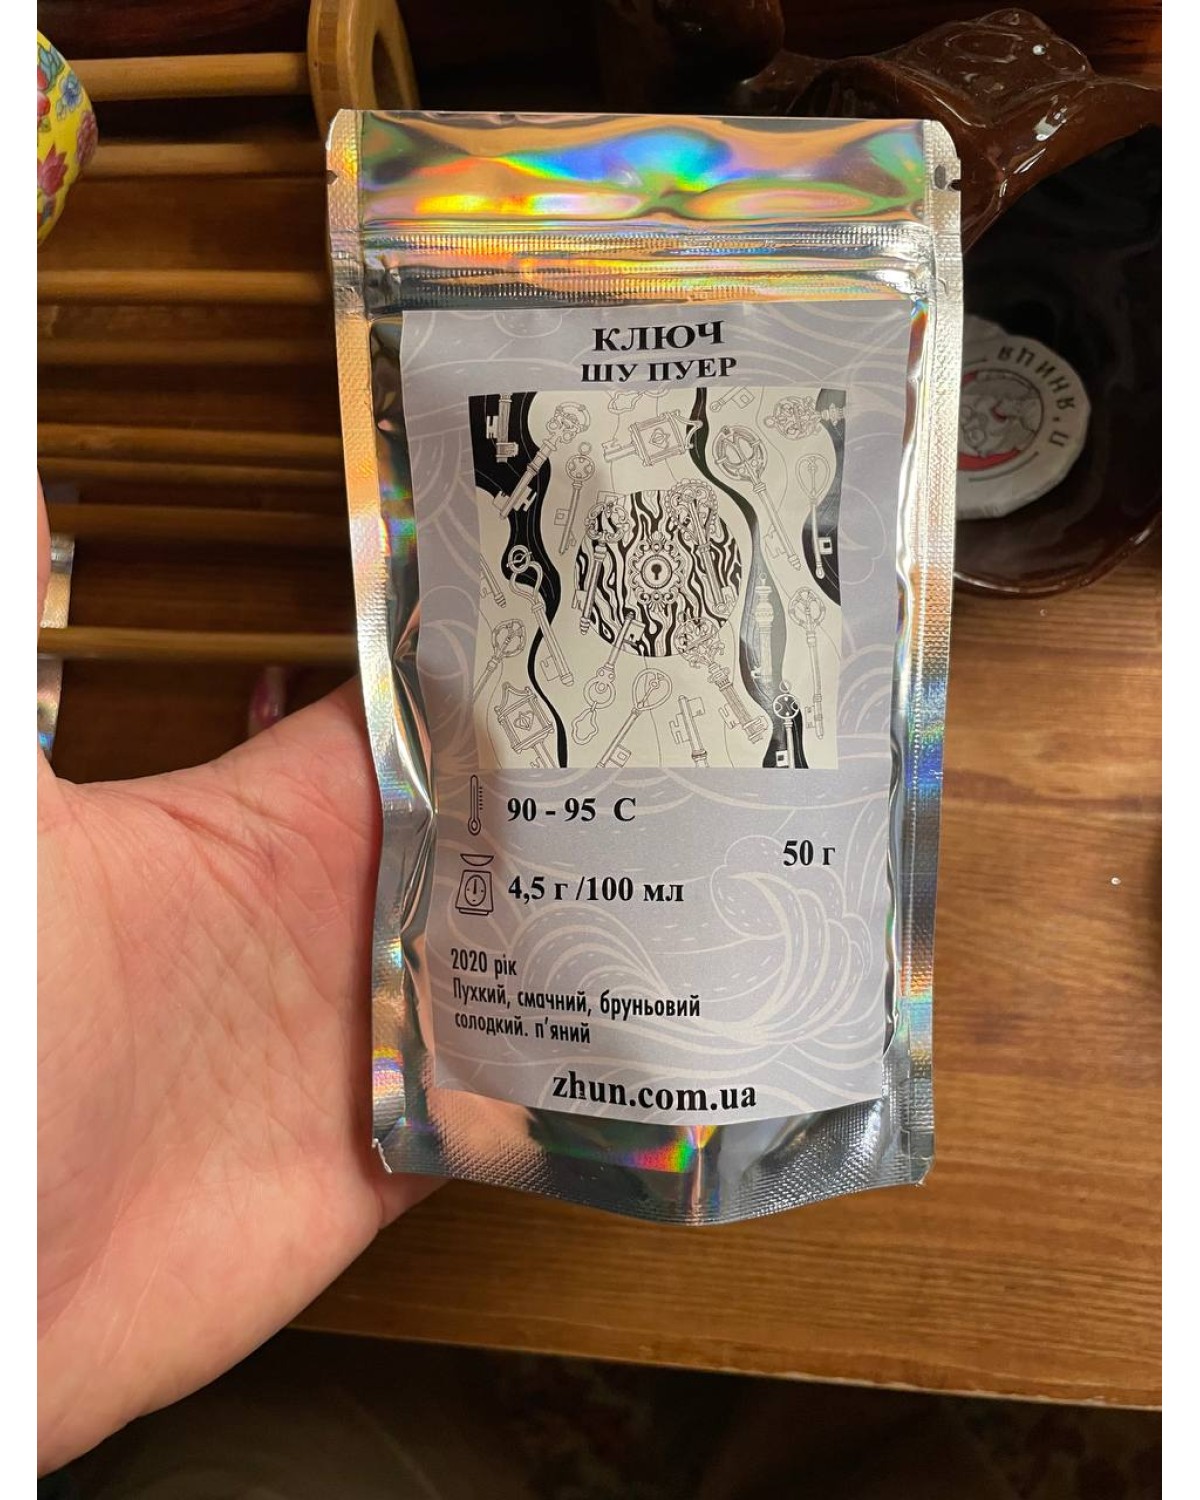 КЛЮЧ
ШУ ПУЕР
90 - 95 С
50 г
4,5 г /100 мл
2020 рік
Пухкий, смачний, бруньовий
солодкий. п'яний
zhun.com.ua